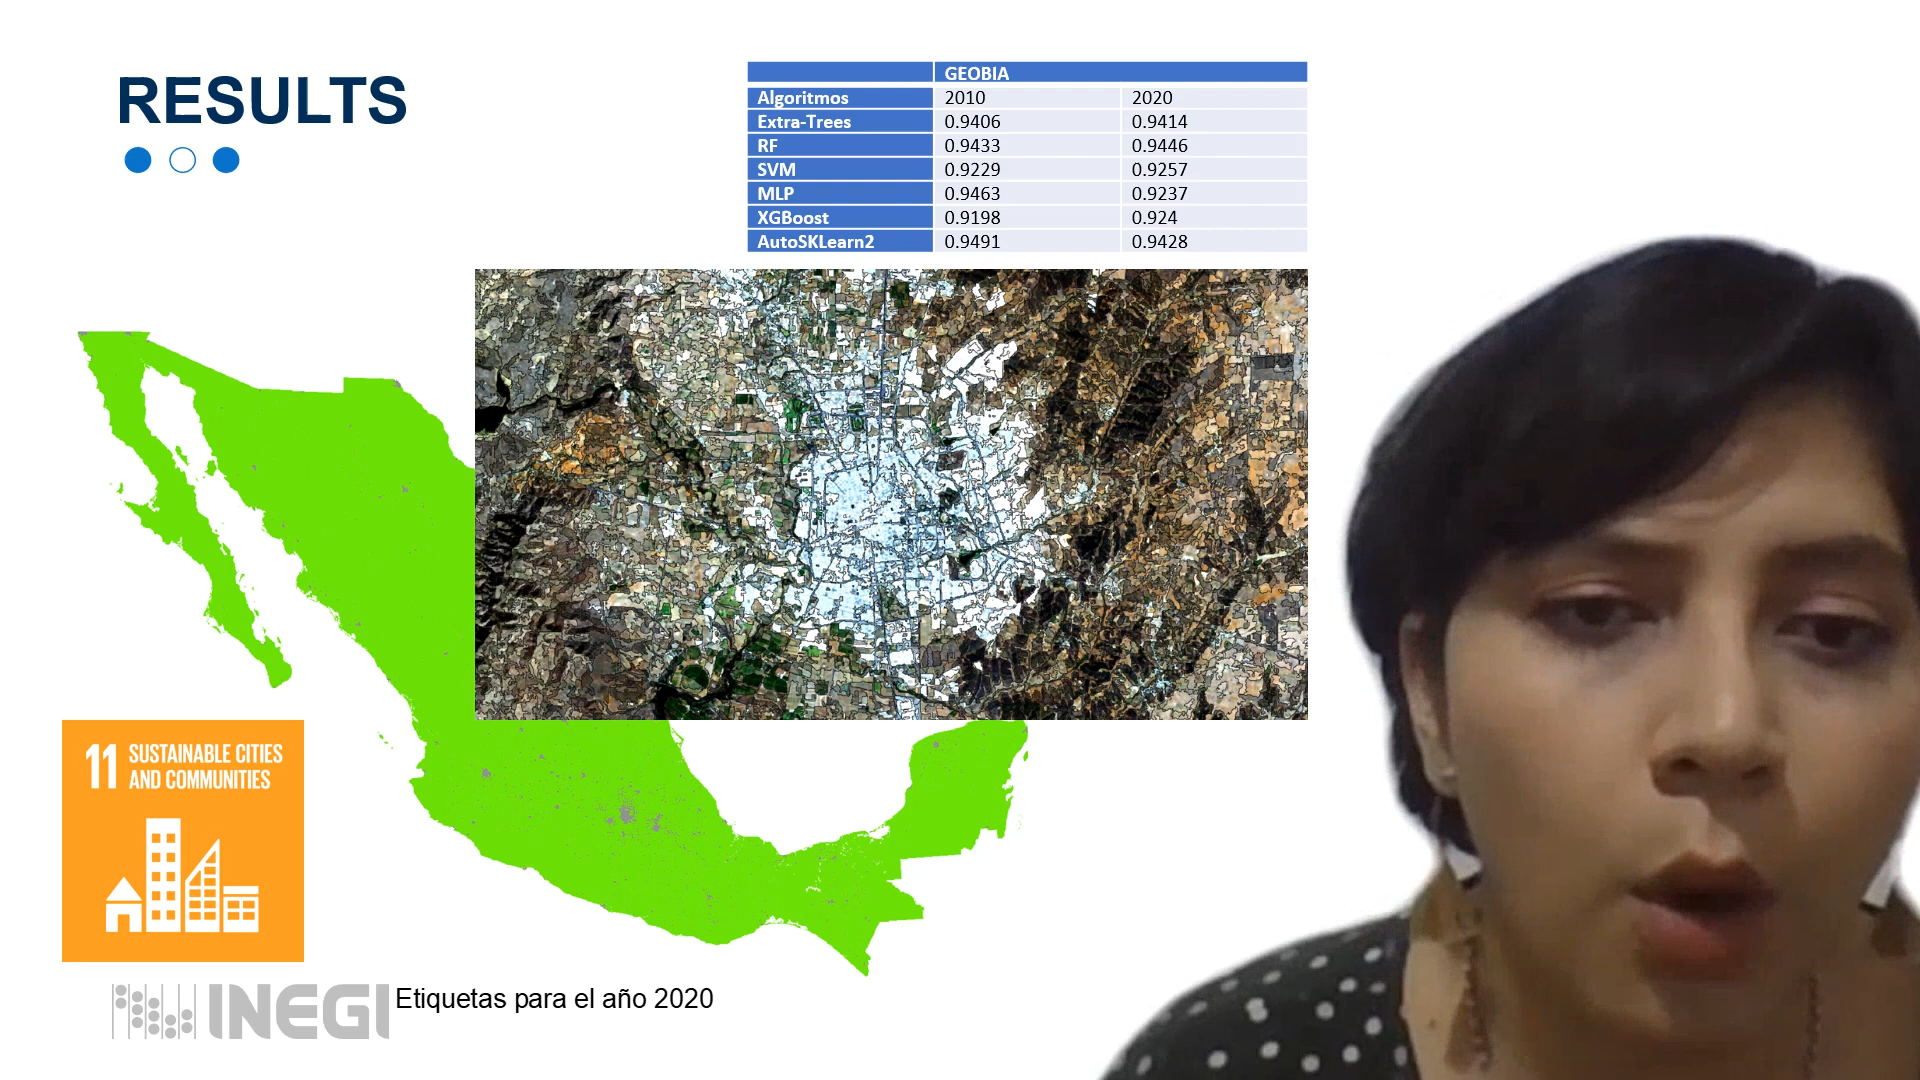 RESULTS
GEOBIA
Algoritmos 2010 2020
Extra-Trees 0.9406 0.9414
RF 0.9433 0.9446
SVM 0.9229 0.9257
MLP 0.9463 0.9237
XGBoost 0.9198 0.924
AutoSKLearn2 0.9491 0.9428
11 SUSTAINABLE CITIES
AND COMMUNITIES
INEGI
Etiquetas para el año 2020